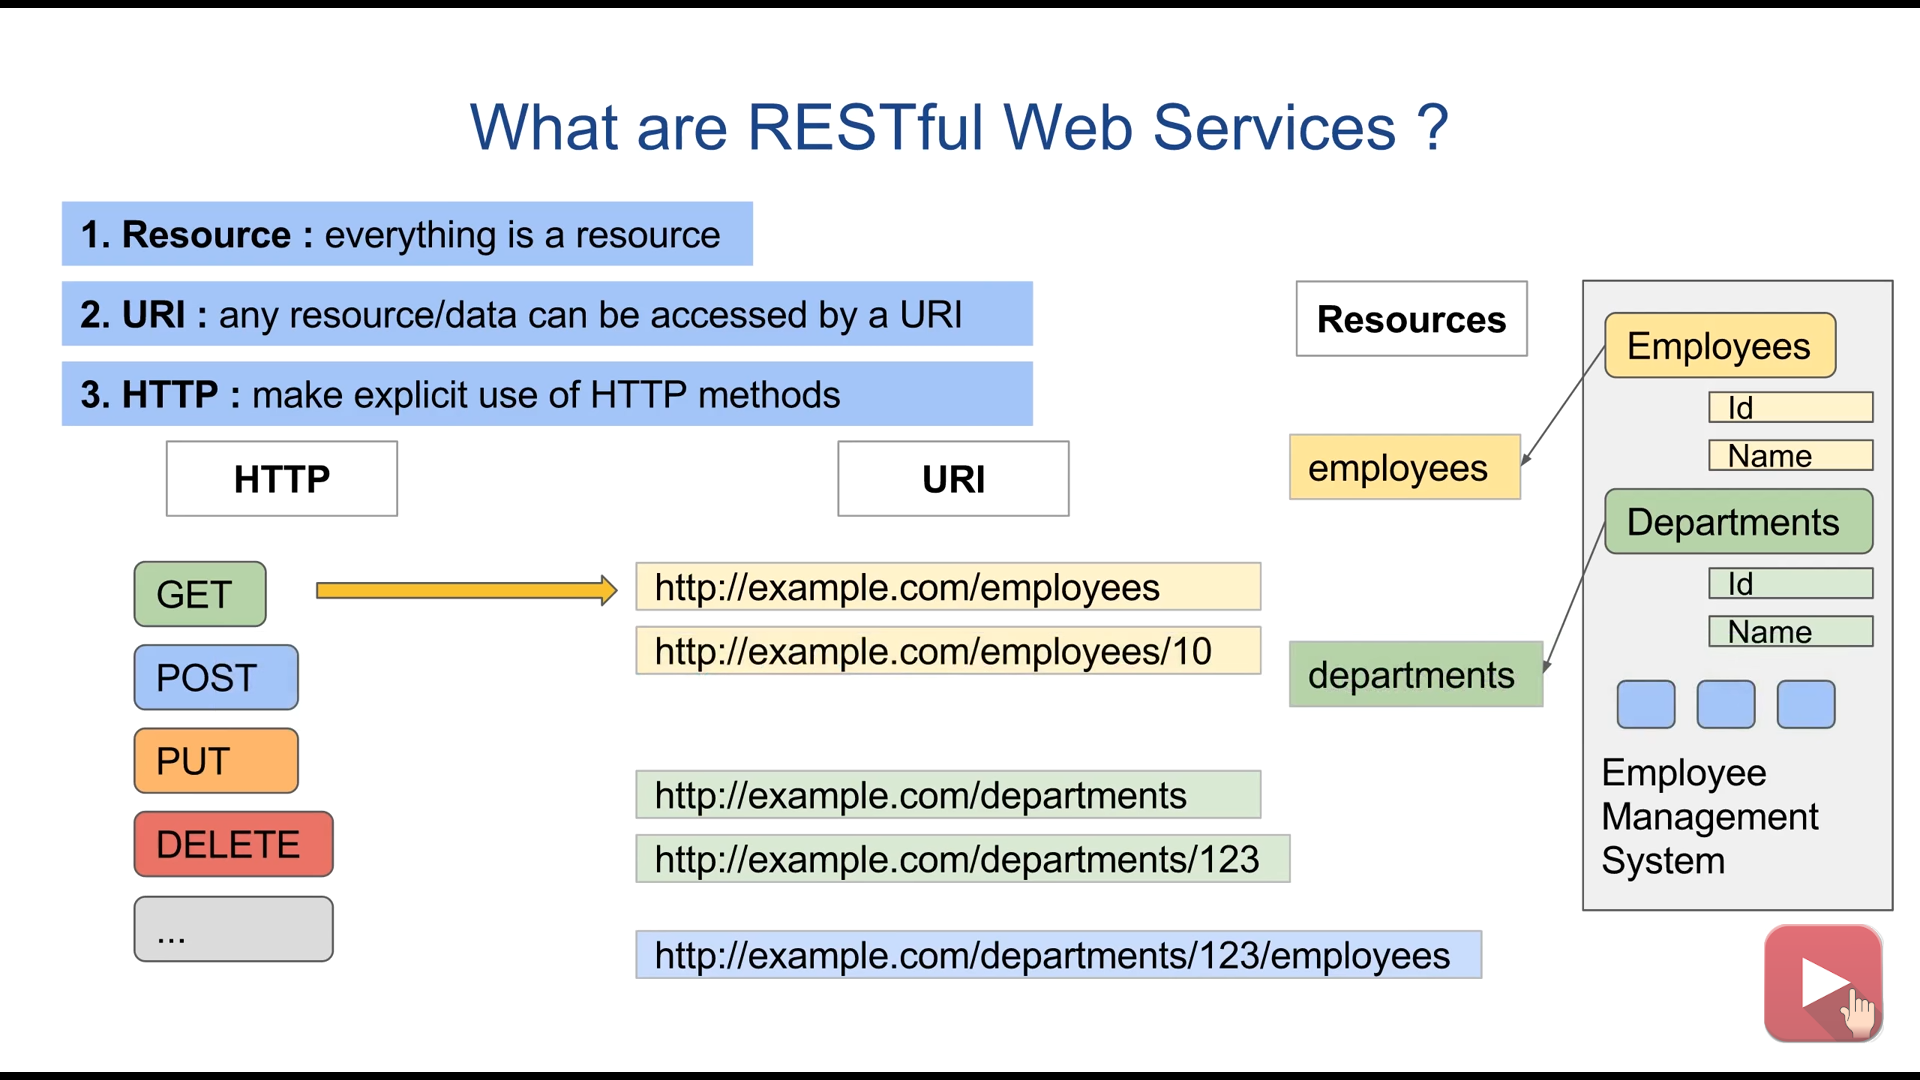 What are RESTful Web Services ?
1. Resource : everything is a resource
2. URI : any resource/data can be accessed by a URI
3. HTTP : make explicit use of HTTP methods
HTTP
GET
POST
PUT
DELETE
...
URI
http://example.com/employees
http://example.com/employees/10
http://example.com/departments
http://example.com/departments/123
http://example.com/departments/123/employees
Resources
employees
departments
Employees
Id
Name
Departments
Id
Name
Employee
Management
System